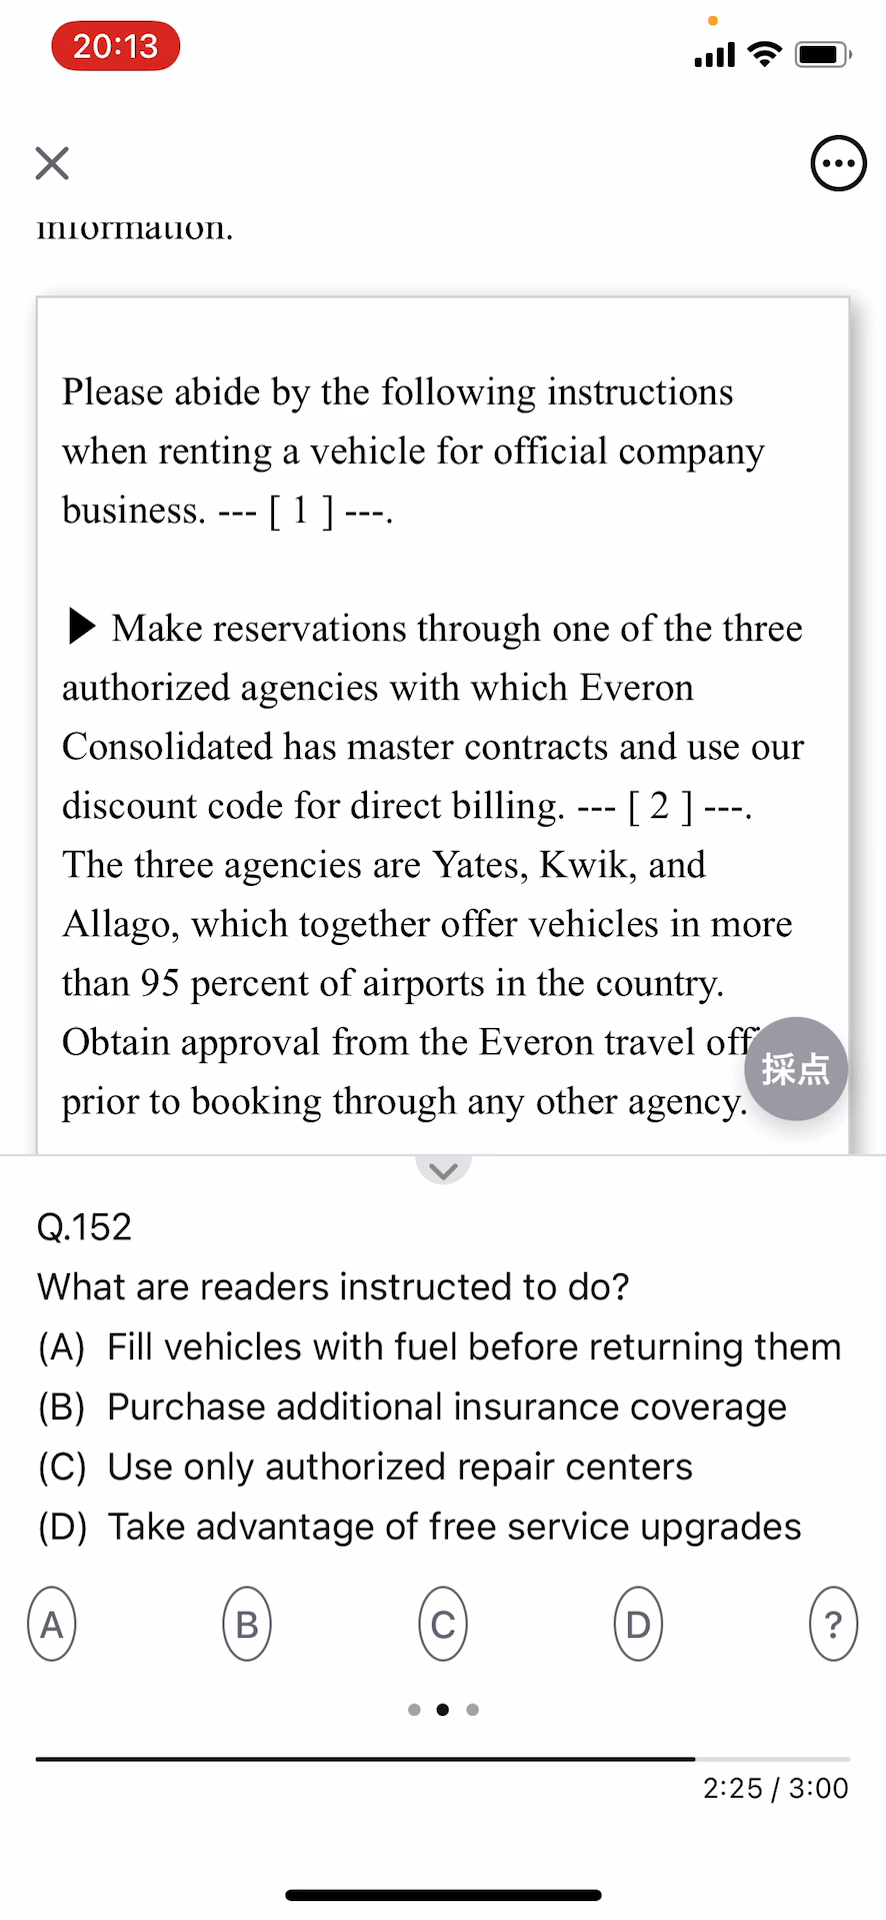 20:13
information.
Please abide by the following instructions
when renting a vehicle for official company
business. --- [ 1 ] ---.
▶ Make reservations through one of the three
authorized agencies with which Everon
Consolidated has master contracts and use our
discount code for direct billing. --- [ 2 ] ---.
The three agencies are Yates, Kwik, and
Allago, which together offer vehicles in more
than 95 percent of airports in the country.
Obtain approval from the Everon travel off
prior to booking through any other agency.
採点
Q.152
What are readers instructed to do?
(A) Fill vehicles with fuel before returning them
(B) Purchase additional insurance coverage
(C) Use only authorized repair centers
(D) Take advantage of free service upgrades
A B C D ?
2:25 / 3:00